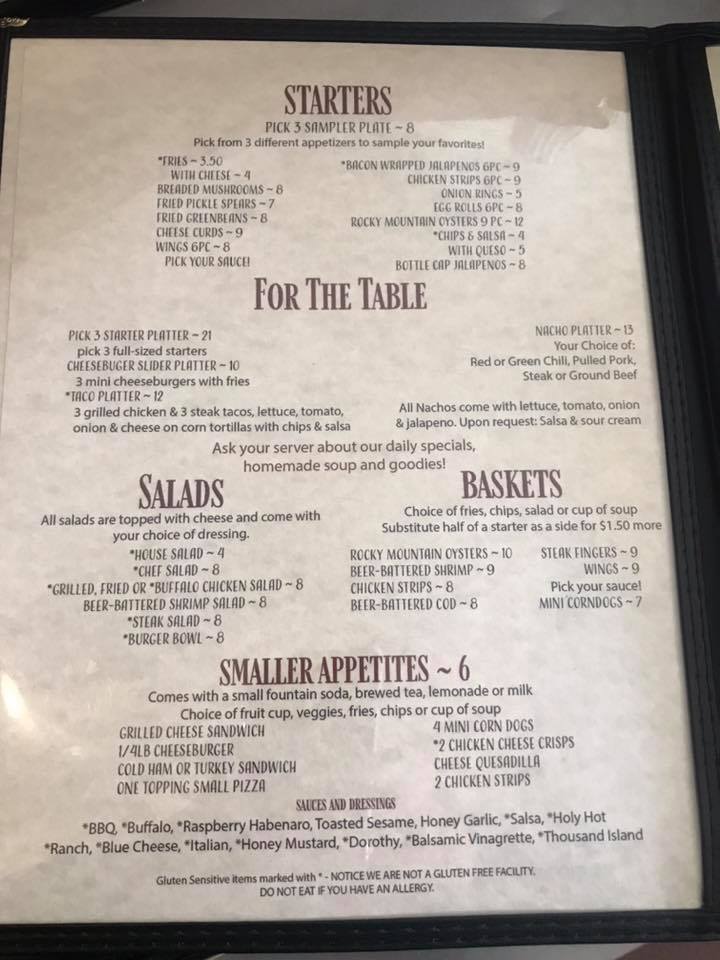 STARTERS
PICK 3 SAMPLER PLATE ~ 8
Pick from 3 different appetizers to sample your favorites!
*FRIES ~ 3.50
WITH CHEESE ~ 4
BREADED MUSHROOMS ~ 8
FRIED PICKLE SPEARS ~ 7
FRIED GREENBEANS ~ 8
CHEESE CURDS ~ 9
WINGS 6PC ~ 8
PICK YOUR SAUCE!
*BACON WRAPPED JALAPENOS 6PC ~ 9
CHICKEN STRIPS 6PC ~ 9
ONION RINGS ~ 5
EGG ROLLS 6PC ~ 8
ROCKY MOUNTAIN OYSTERS 9 PC ~ 12
*CHIPS & SALSA ~ 4
WITH QUESO ~ 5
BOTTLE CAP JALAPENOS ~ 8
FOR THE TABLE
PICK 3 STARTER PLATTER ~ 21
pick 3 full-sized starters
CHEESEBUGER SLIDER PLATTER ~ 10
3 mini cheeseburgers with fries
*TACO PLATTER ~ 12
3 grilled chicken & 3 steak tacos, lettuce, tomato,
onion & cheese on corn tortillas with chips & salsa
NACHO PLATTER ~ 13
Your Choice of:
Red or Green Chili, Pulled Pork,
Steak or Ground Beef
All Nachos come with lettuce, tomato, onion
& jalapeno. Upon request: Salsa & sour cream
Ask your server about our daily specials,
homemade soup and goodies!
SALADS
All salads are topped with cheese and come with
your choice of dressing.
*HOUSE SALAD ~ 4
*CHEF SALAD ~ 8
*GRILLED, FRIED OR *BUFFALO CHICKEN SALAD ~ 8
BEER-BATTERED SHRIMP SALAD ~ 8
*STEAK SALAD ~ 8
*BURGER BOWL ~ 8
BASKETS
Choice of fries, chips, salad or cup of soup
Substitute half of a starter as a side for $1.50 more
ROCKY MOUNTAIN OYSTERS ~ 10
BEER-BATTERED SHRIMP ~ 9
CHICKEN STRIPS ~ 8
BEER-BATTERED COD ~ 8
STEAK FINGERS ~ 9
WINGS ~ 9
Pick your sauce!
MINI CORNDOGS ~ 7
SMALLER APPETITES ~ 6
Comes with a small fountain soda, brewed tea, lemonade or milk
Choice of fruit cup, veggies, fries, chips or cup of soup
GRILLED CHEESE SANDWICH
1/4LB CHEESEBURGER
COLD HAM OR TURKEY SANDWICH
ONE TOPPING SMALL PIZZA
4 MINI CORN DOGS
*2 CHICKEN CHEESE CRISPS
CHEESE QUESADILLA
2 CHICKEN STRIPS
SAUCES AND DRESSINGS
*BBQ, *Buffalo, *Raspberry Habenaro, Toasted Sesame, Honey Garlic, *Salsa, *Holy Hot
*Ranch, *Blue Cheese, *Italian, *Honey Mustard, *Dorothy, *Balsamic Vinagrette, *Thousand Island
Gluten Sensitive items marked with * - NOTICE WE ARE NOT A GLUTEN FREE FACILITY.
DO NOT EAT IF YOU HAVE AN ALLERGY.